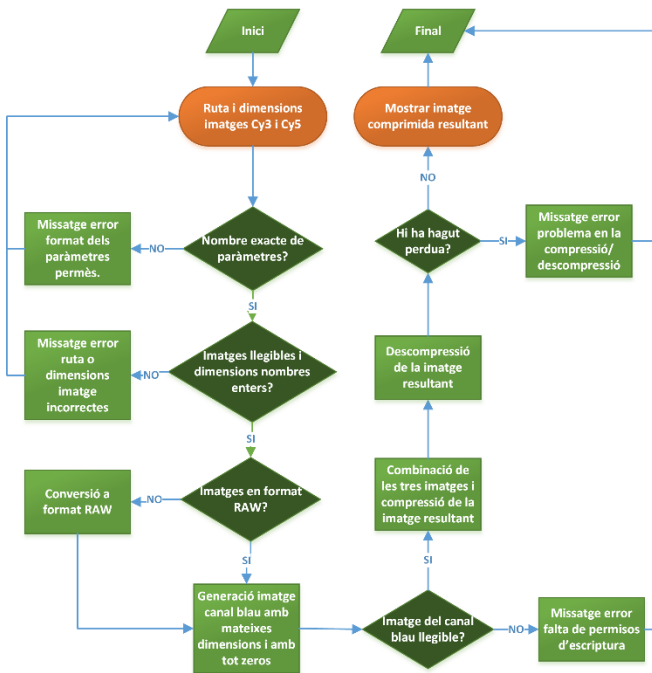 Inici
Ruta i dimensions
imatges Cy3 i Cy5
Nombre exacte de
paràmetres?
NO
Missatge error
format dels
paràmetres
permès.
SI
Imatges llegibles i
dimensions nombres
enters?
NO
Missatge error
ruta o
dimensions
imatge
incorrectes
SI
Imatges en format
RAW?
NO
Conversió a
format RAW
SI
Generació imatge
canal blau amb
mateixes
dimensions i amb
tot zeros
Imatge del canal
blau llegible?
NO
Missatge error
falta de permisos
d’escriptura
SI
Combinació de
les tres imatges i
compressió de la
imatge resultant
Descompressió
de la imatge
resultant
Hi ha hagut
perdua?
SI
Missatge error
problema en la
compressió/
descompressió
NO
Mostrar imatge
comprimida resultant
Final